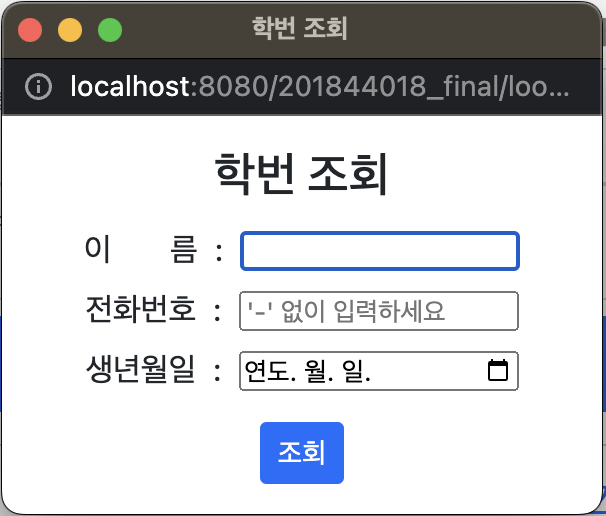 학번 조회
localhost:8080/201844018_final/loo...
학번 조회
이 름 :
전화번호 : '-' 없이 입력하세요
생년월일 : 연도. 월. 일.
조회